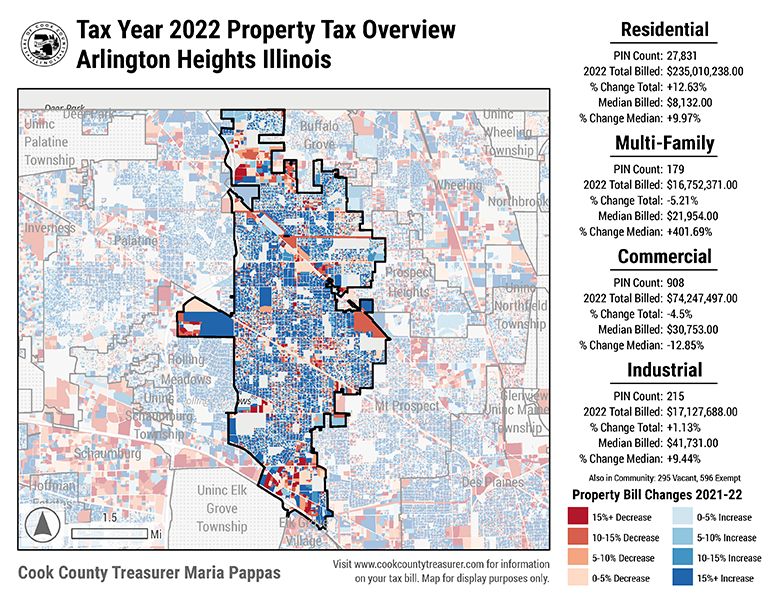 Tax Year 2022 Property Tax Overview
Arlington Heights Illinois
Deer Park
Deer Park
Uninc
Palatine
Township
Buffalo
Grove
Uninc
Wheeling
Township
Wheeling
Northbrook
Inverness
Palatine
Prospect
Heights
Uninc
Northfield
Township
Rolling
Meadows
Uninc
Schaumburg
Township
Mt Prospect
Glenview
Uninc Maine
Township
Schaumburg
Hoffman
Estates
Uninc Elk
Grove
Township
Des Plaines
Elk Grove
Village
1.5
Mi
Residential
PIN Count: 27,831
2022 Total Billed: $235,010,238.00
% Change Total: +12.63%
Median Billed: $8,132.00
% Change Median: +9.97%
Multi-Family
PIN Count: 179
2022 Total Billed: $16,752,371.00
% Change Total: -5.21%
Median Billed: $21,954.00
% Change Median: +401.69%
Commercial
PIN Count: 908
2022 Total Billed: $74,247,497.00
% Change Total: -4.5%
Median Billed: $30,753.00
% Change Median: -12.85%
Industrial
PIN Count: 215
2022 Total Billed: $17,127,688.00
% Change Total: +1.13%
Median Billed: $41,731.00
% Change Median: +9.44%
Also in Community: 295 Vacant, 596 Exempt
Property Bill Changes 2021-22
15%+ Decrease
10-15% Decrease
5-10% Decrease
0-5% Decrease
0-5% Increase
5-10% Increase
10-15% Increase
15%+ Increase
Cook County Treasurer Maria Pappas
Visit www.cookcountytreasurer.com for information
on your tax bill. Map for display purposes only.